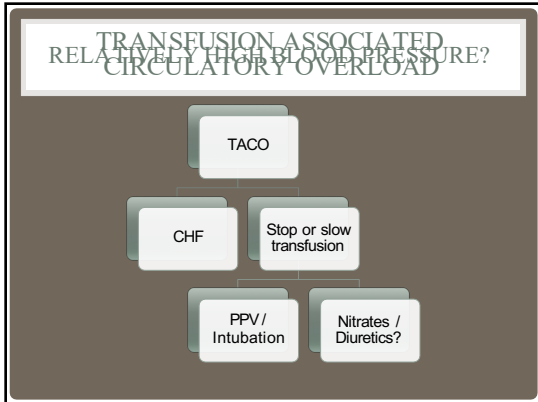 TRANSFUSION ASSOCIATED
CIRCULATORY OVERLOAD
RELATIVELY HIGH BLOOD PRESSURE?
TACO
CHF
Stop or slow
transfusion
PPV /
Intubation
Nitrates /
Diuretics?